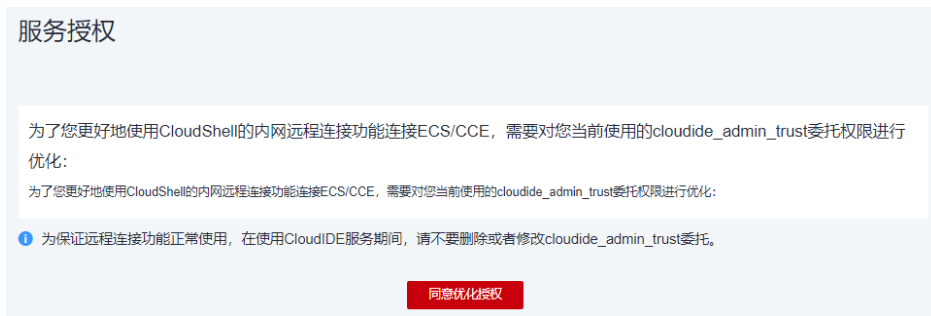 服务授权
为了您更好地使用CloudShell的内网远程连接功能连接ECS/CCE，需要对您当前使用的cloudide_admin_trust委托权限进行
优化：
为了您更好地使用CloudShell的内网远程连接功能连接ECS/CCE，需要对您当前使用的cloudide_admin_trust委托权限进行优化：
为保证远程连接功能正常使用，在使用CloudIDE服务期间，请不要删除或者修改cloudide_admin_trust委托。
同意优化授权